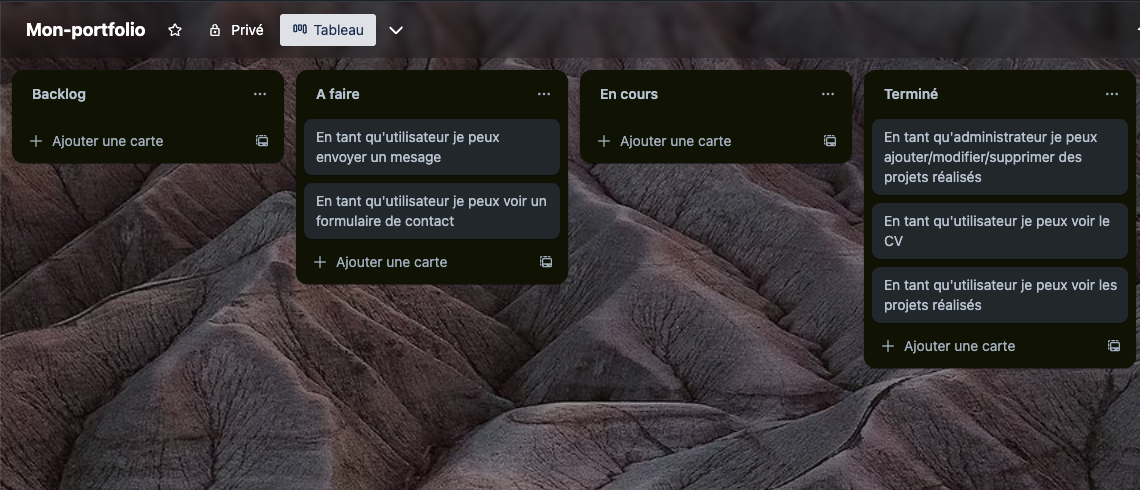 Mon-portfolio
Privé
Tableau
Backlog
Ajouter une carte
A faire
En tant qu'utilisateur je peux
envoyer un mesage
En tant qu'utilisateur je peux voir un
formulaire de contact
Ajouter une carte
En cours
Ajouter une carte
Terminé
En tant qu'administrateur je peux
ajouter/modifier/supprimer des
projets réalisés
En tant qu'utilisateur je peux voir le
CV
En tant qu'utilisateur je peux voir les
projets réalisés
Ajouter une carte